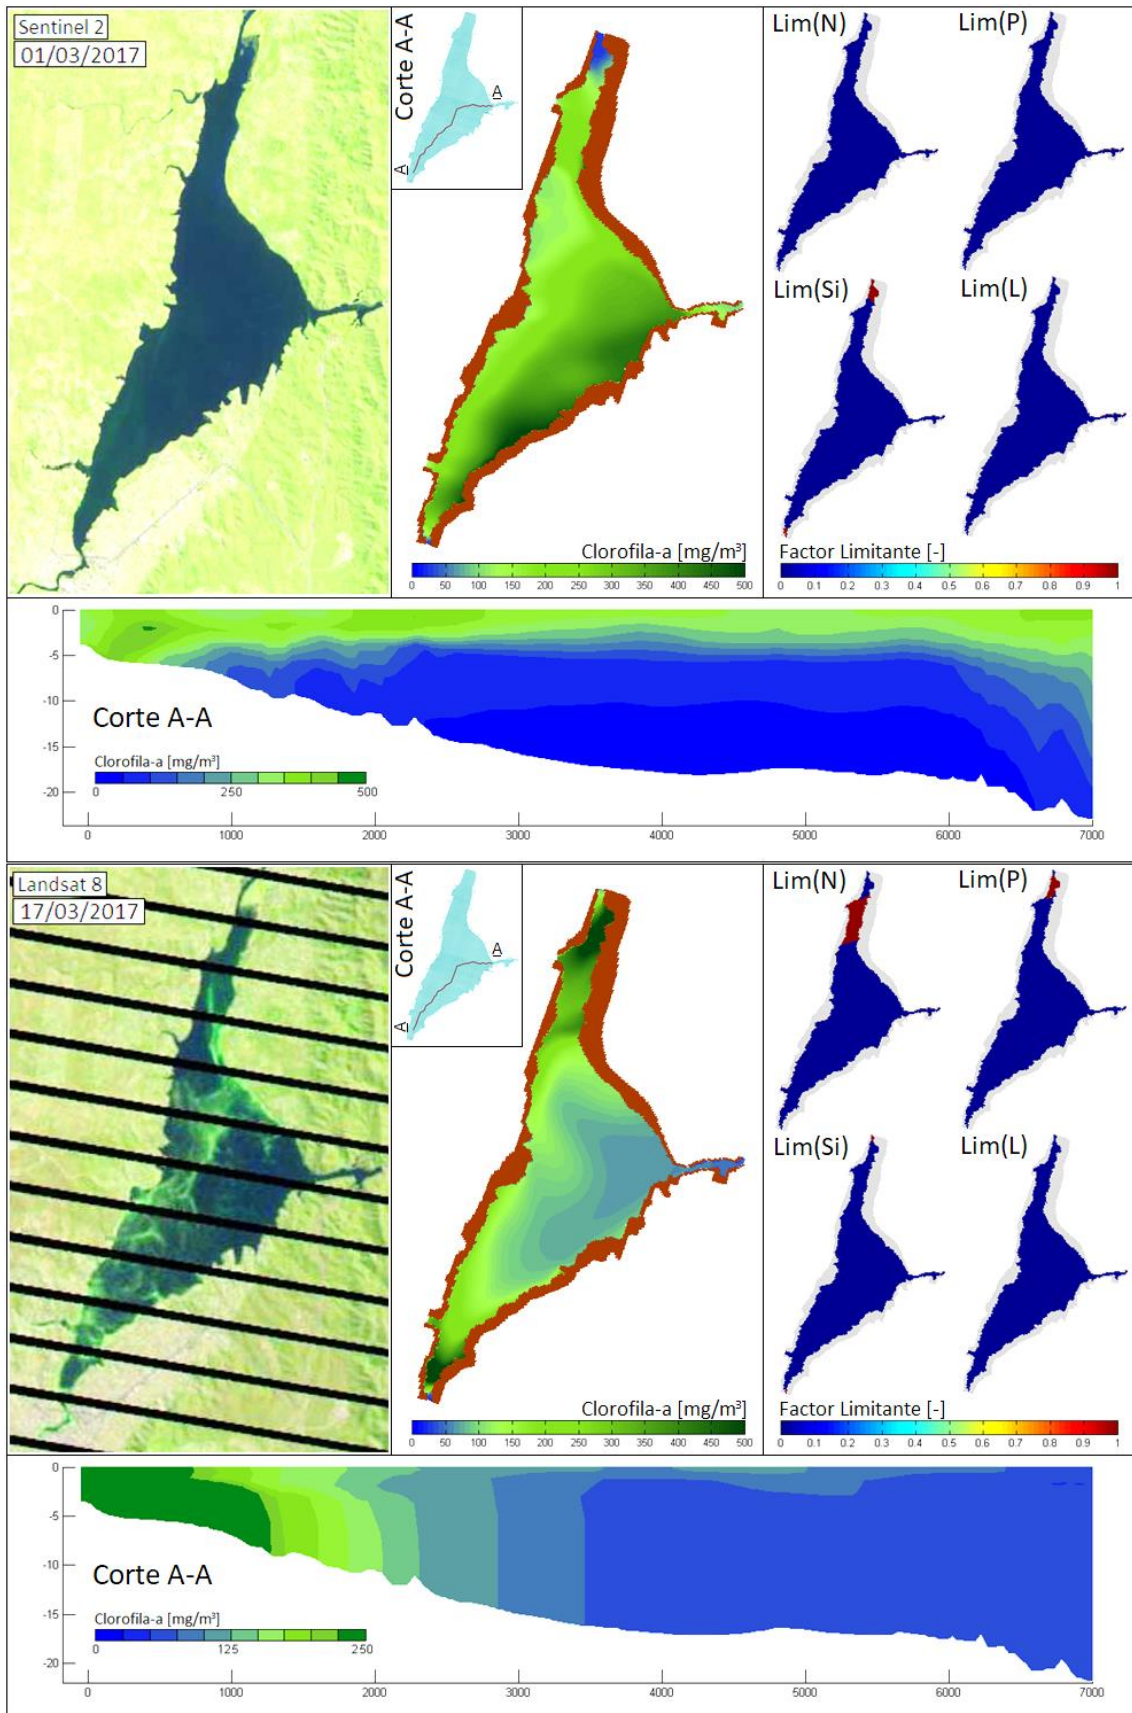 Sentinel 2
01/03/2017
Corte A-A
A
A
Clorofila-a [mg/m³]
0 50 100 150 200 250 300 350 400 450 500
Lim(N) Lim(P)
Lim(Si) Lim(L)
Factor Limitante [-]
0 0.1 0.2 0.3 0.4 0.5 0.6 0.7 0.8 0.9 1
0
-5
-10
-15
-20
Corte A-A
Clorofila-a [mg/m³]
0 250 500
0 1000 2000 3000 4000 5000 6000 7000
Landsat 8
17/03/2017
Corte A-A
A
A
Clorofila-a [mg/m³]
0 50 100 150 200 250 300 350 400 450 500
Lim(N) Lim(P)
Lim(Si) Lim(L)
Factor Limitante [-]
0 0.1 0.2 0.3 0.4 0.5 0.6 0.7 0.8 0.9 1
0
-5
-10
-15
-20
Corte A-A
Clorofila-a [mg/m³]
0 125 250
0 1000 2000 3000 4000 5000 6000 7000